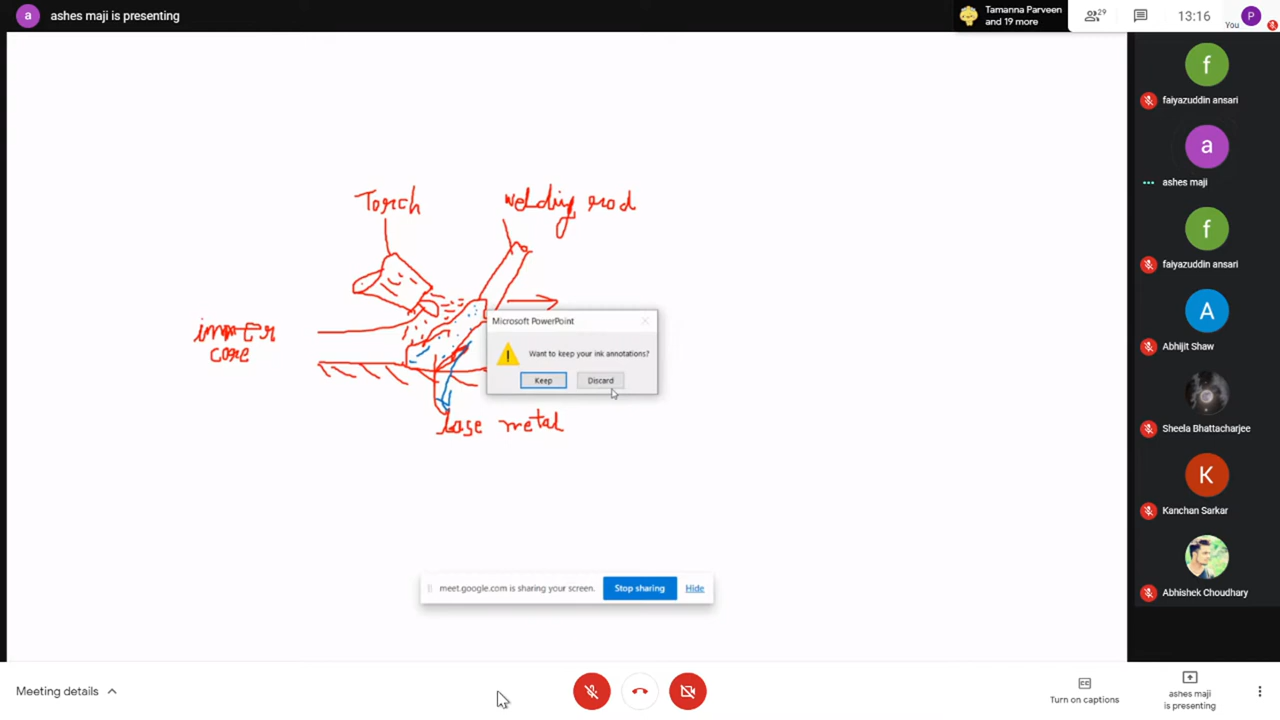 a ashes maji is presenting
Tamanna Parveen
and 19 more
29
13:16
You
P
f
faiyazuddin ansari
a
ashes maji
f
faiyazuddin ansari
A
Abhijit Shaw
Sheela Bhattacharjee
K
Kanchan Sarkar
Abhishek Choudhary
Torch
welding rod
core
base metal
Microsoft PowerPoint
Want to keep your ink annotations?
Keep
Discard
meet.google.com is sharing your screen.
Stop sharing
Hide
Meeting details
CC
Turn on captions
ashes maji
is presenting